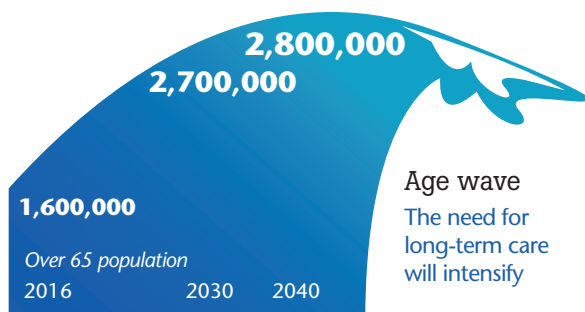 2,800,000
2,700,000
1,600,000
Over 65 population
2016 2030 2040
Age wave
The need for
long-term care
will intensify